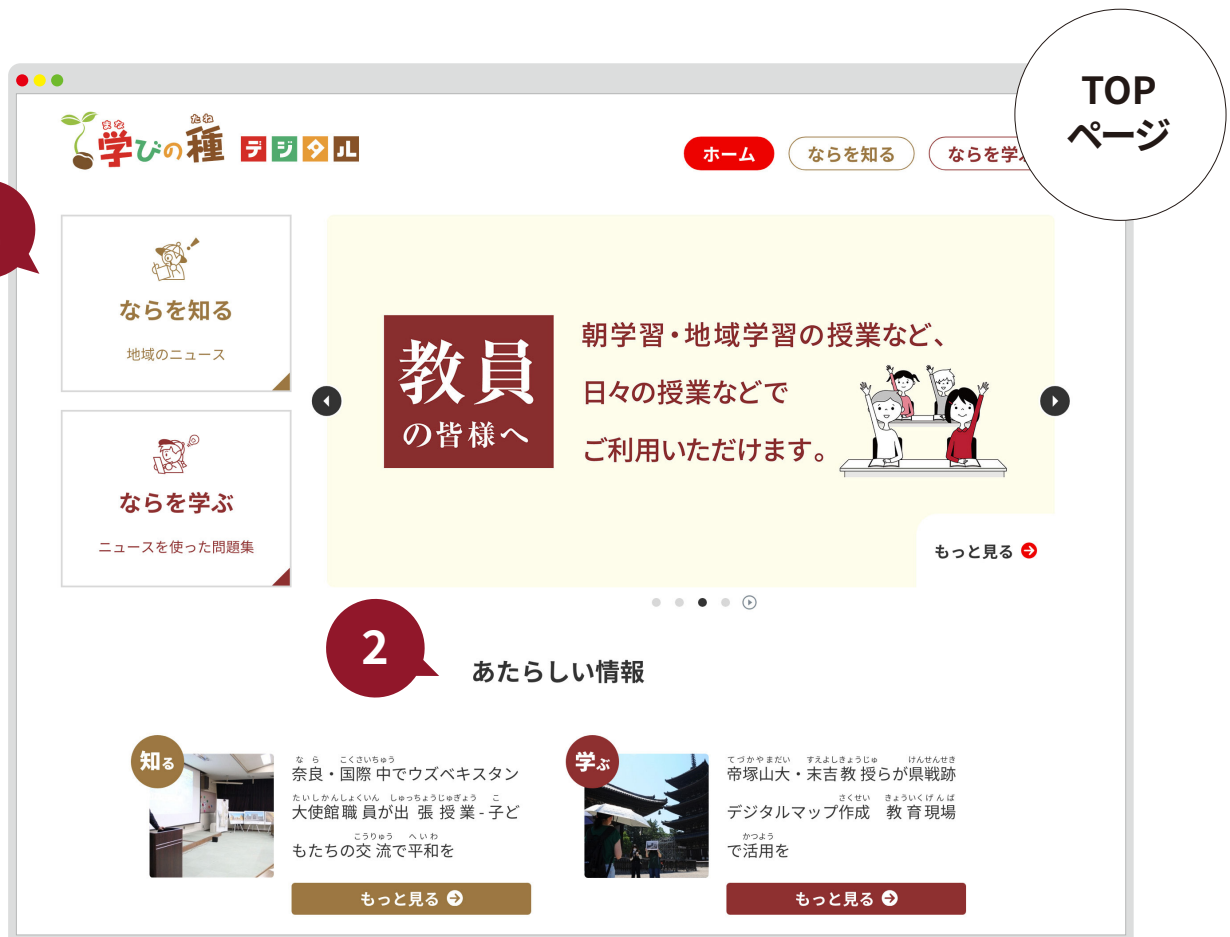 TOP
ページ
まな たね
学びの種 デジタル
ホーム
ならを知る
ならを学
ならを知る
地域のニュース
ならを学ぶ
ニュースを使った問題集
教員
の皆様へ
朝学習・地域学習の授業など、
日々の授業などで
ご利用いただけます。
もっと見る
2
あたらしい情報
知る
なら こくさいちゅう
奈良・国際中でウズベキスタン
たいしかんしょくいん しゅっちょうじゅぎょう こ
大使館職員が出張授業-子ど
こうりゅう へいわ
もたちの交流で平和を
もっと見る
学ぶ
てづかやまだい すえよしきょうじゅ けんせんせき
帝塚山大・末吉教授らが県戦跡
さくせい きょういくげんば
デジタルマップ作成 教育現場
かつよう
で活用を
もっと見る